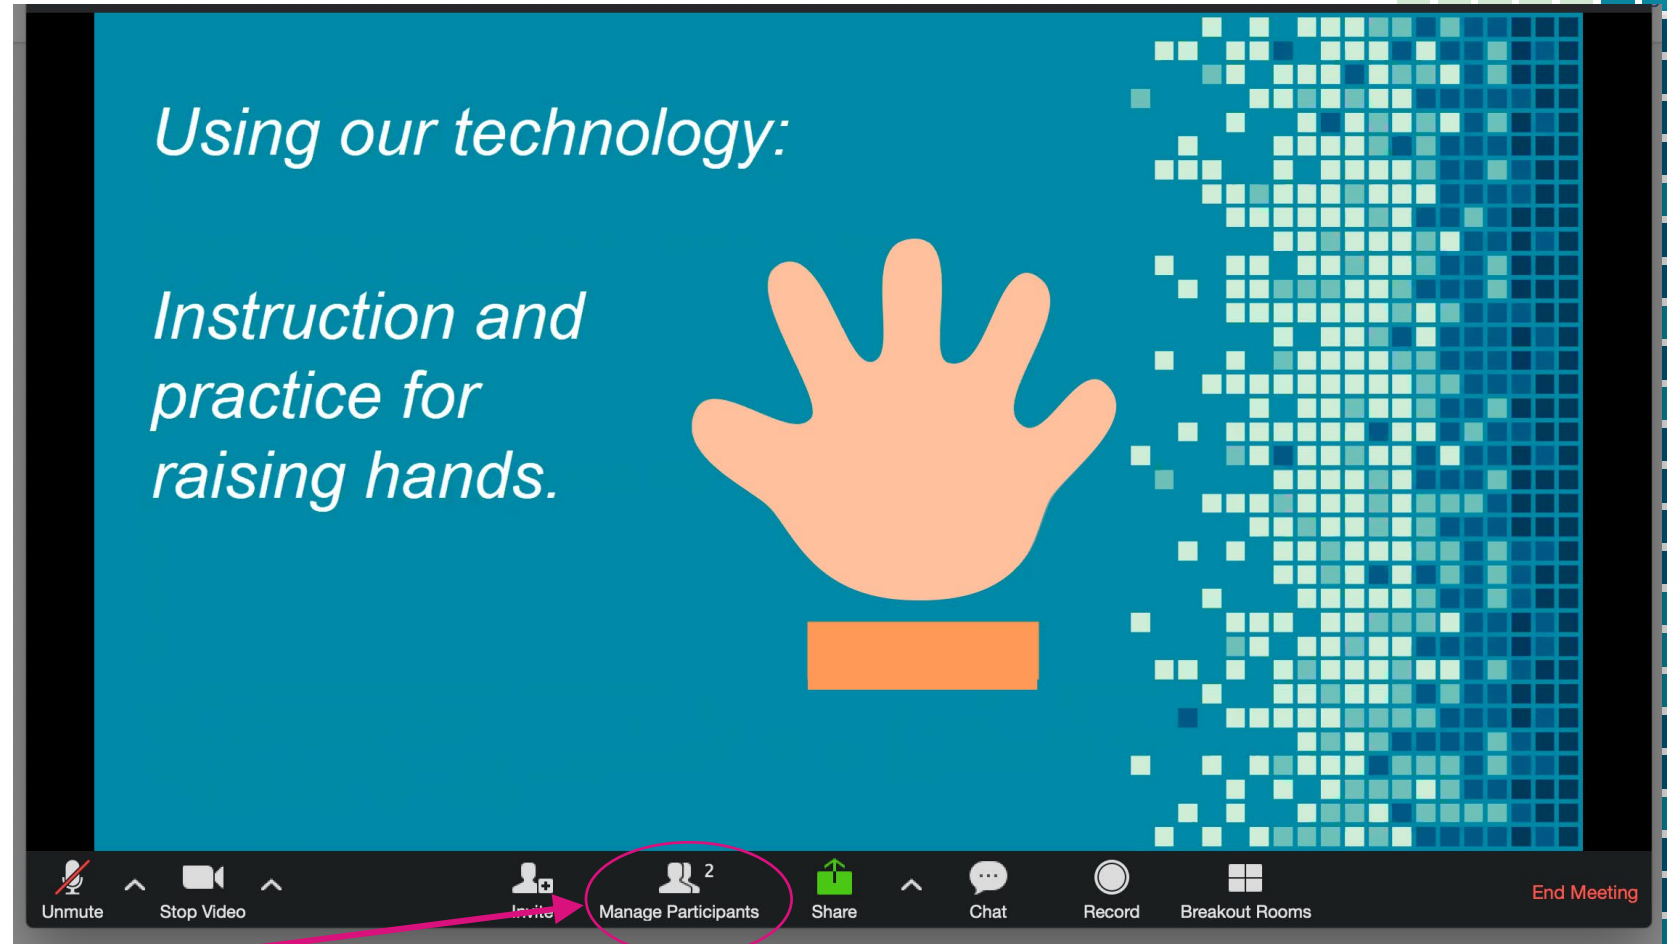 Using our technology:
Instruction and
practice for
raising hands.
2
Unmute
Stop Video
Invite
Manage Participants
Share
Chat
Record
Breakout Rooms
End Meeting